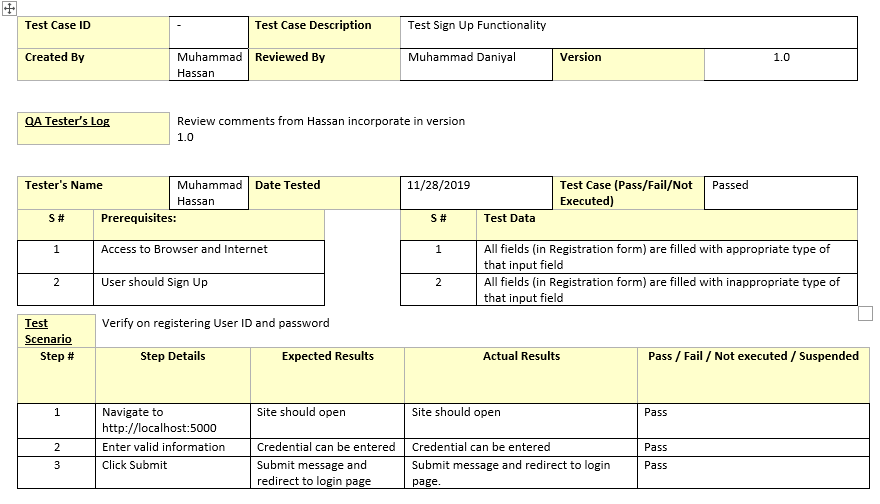 Test Case ID - Test Case Description Test Sign Up Functionality
Created By Muhammad Hassan Reviewed By Muhammad Daniyal Version 1.0
QA Tester’s Log Review comments from Hassan incorporate in version
1.0
Tester's Name Muhammad Hassan Date Tested 11/28/2019 Test Case (Pass/Fail/Not Executed) Passed
S # Prerequisites: S # Test Data
1 Access to Browser and Internet 1 All fields (in Registration form) are filled with appropriate type of that input field
2 User should Sign Up 2 All fields (in Registration form) are filled with inappropriate type of that input field
Test Scenario Verify on registering User ID and password
Step # Step Details Expected Results Actual Results Pass / Fail / Not executed / Suspended
1 Navigate to http://localhost:5000 Site should open Site should open Pass
2 Enter valid information Credential can be entered Credential can be entered Pass
3 Click Submit Submit message and redirect to login page Submit message and redirect to login page. Pass